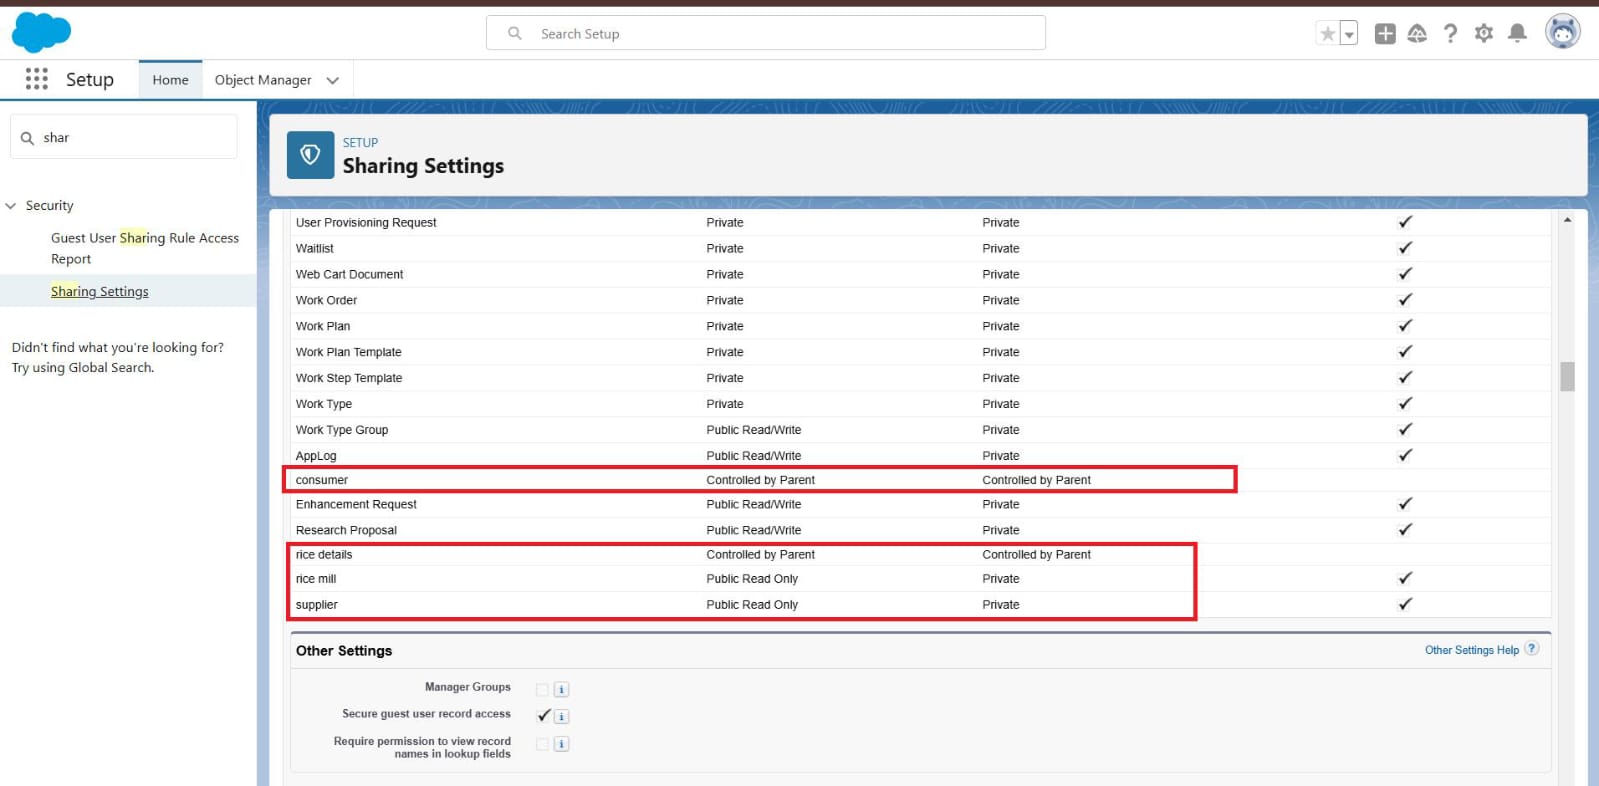 Search Setup
Setup
Home
Object Manager
shar
Security
Guest User Sharing Rule Access
Report
Sharing Settings
Didn't find what you're looking for?
Try using Global Search.
SETUP
Sharing Settings
User Provisioning Request Private Private
Waitlist Private Private
Web Cart Document Private Private
Work Order Private Private
Work Plan Private Private
Work Plan Template Private Private
Work Step Template Private Private
Work Type Private Private
Work Type Group Public Read/Write Private
AppLog Public Read/Write Private
consumer Controlled by Parent Controlled by Parent
Enhancement Request Public Read/Write Private
Research Proposal Public Read/Write Private
rice details Controlled by Parent Controlled by Parent
rice mill Public Read Only Private
supplier Public Read Only Private
Other Settings
Other Settings Help ?
Manager Groups i
Secure guest user record access i
Require permission to view record i
names in lookup fields